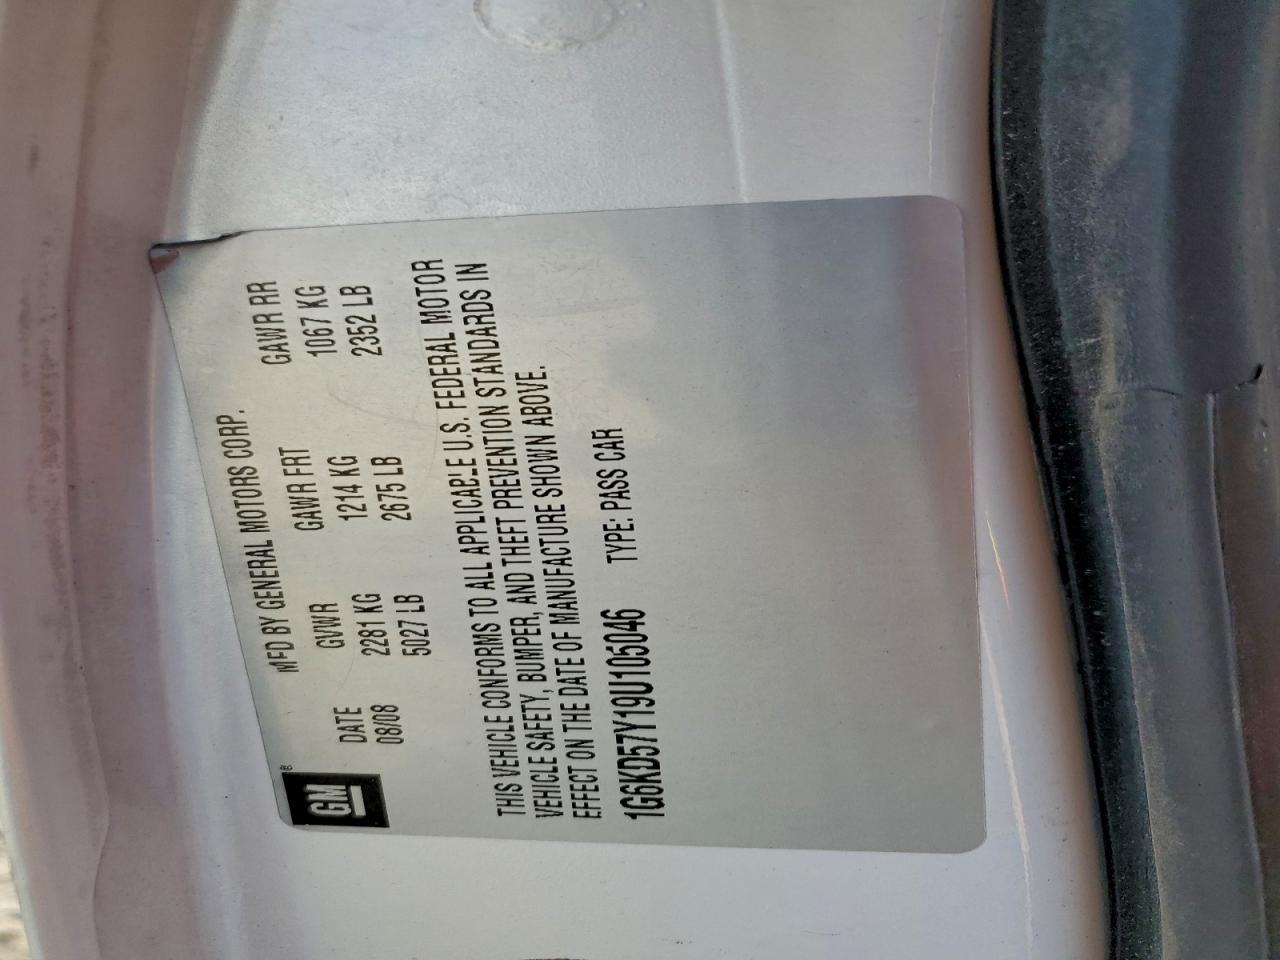 GM ®
MFD BY GENERAL MOTORS CORP.
DATE GVWR GAWR FRT GAWR RR
08/08 2281 KG 1214 KG 1067 KG
5027 LB 2675 LB 2352 LB
THIS VEHICLE CONFORMS TO ALL APPLICABLE U.S. FEDERAL MOTOR
VEHICLE SAFETY, BUMPER, AND THEFT PREVENTION STANDARDS IN
EFFECT ON THE DATE OF MANUFACTURE SHOWN ABOVE.
1G6KD57Y19U105046 TYPE: PASS CAR